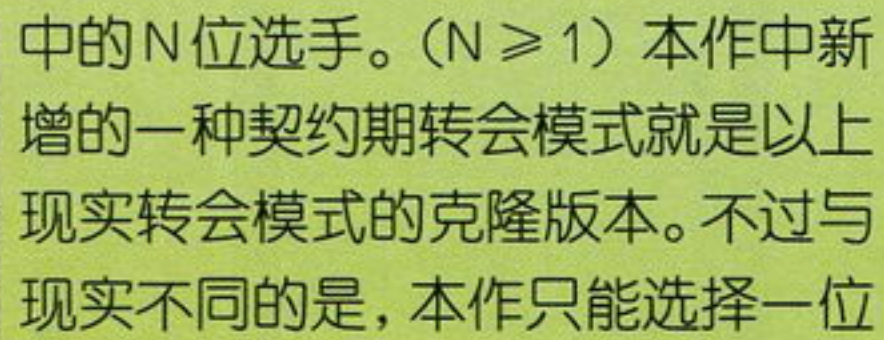 中的N位选手。（N≥1）本作中新
增的一种契约期转会模式就是以上
现实转会模式的克隆版本。不过与
现实不同的是，本作只能选择一位